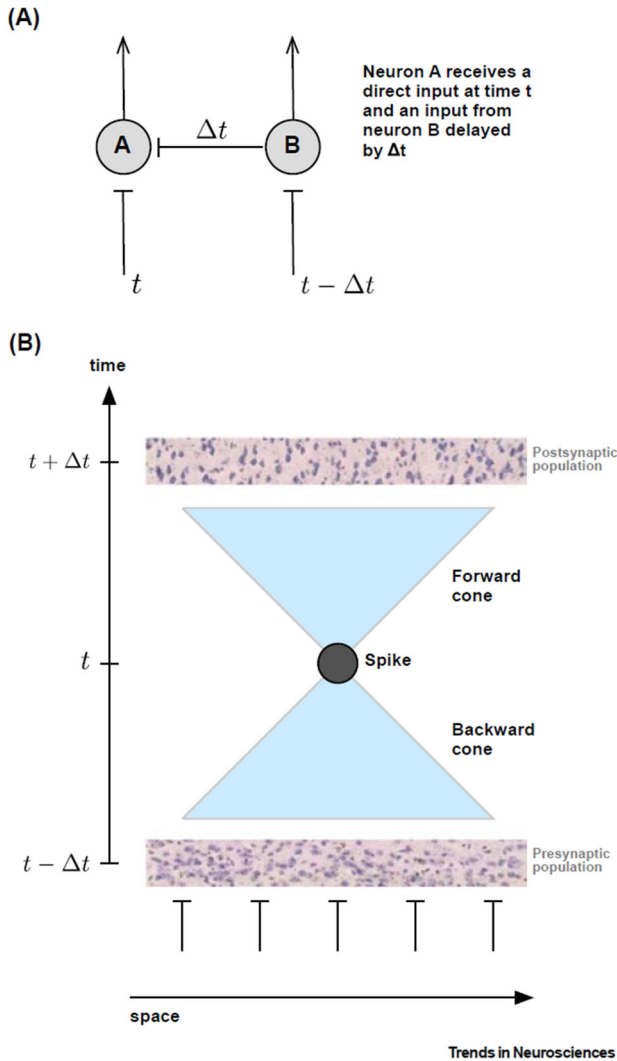 (A)
A
Δt
B
Neuron A receives a
direct input at time t
and an input from
neuron B delayed
by Δt
t
t − Δt
(B)
time
t + Δt
Postsynaptic
population
Forward
cone
t
Spike
Backward
cone
t − Δt
Presynaptic
population
space
Trends in Neurosciences